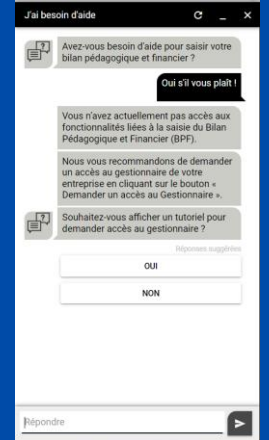 J'ai besoin d'aide
Avez-vous besoin d'aide pour saisir votre
bilan pédagogique et financier ?
Oui s'il vous plaît !
Vous n'avez actuellement pas accès aux
fonctionnalités liées à la saisie du Bilan
Pédagogique et Financier (BPF).
Nous vous recommandons de demander
un accès au gestionnaire de votre
entreprise en cliquant sur le bouton «
Demander un accès au Gestionnaire ».
Souhaitez-vous afficher un tutoriel pour
demander accès au gestionnaire ?
Réponses suggérées
OUI
NON
Répondre